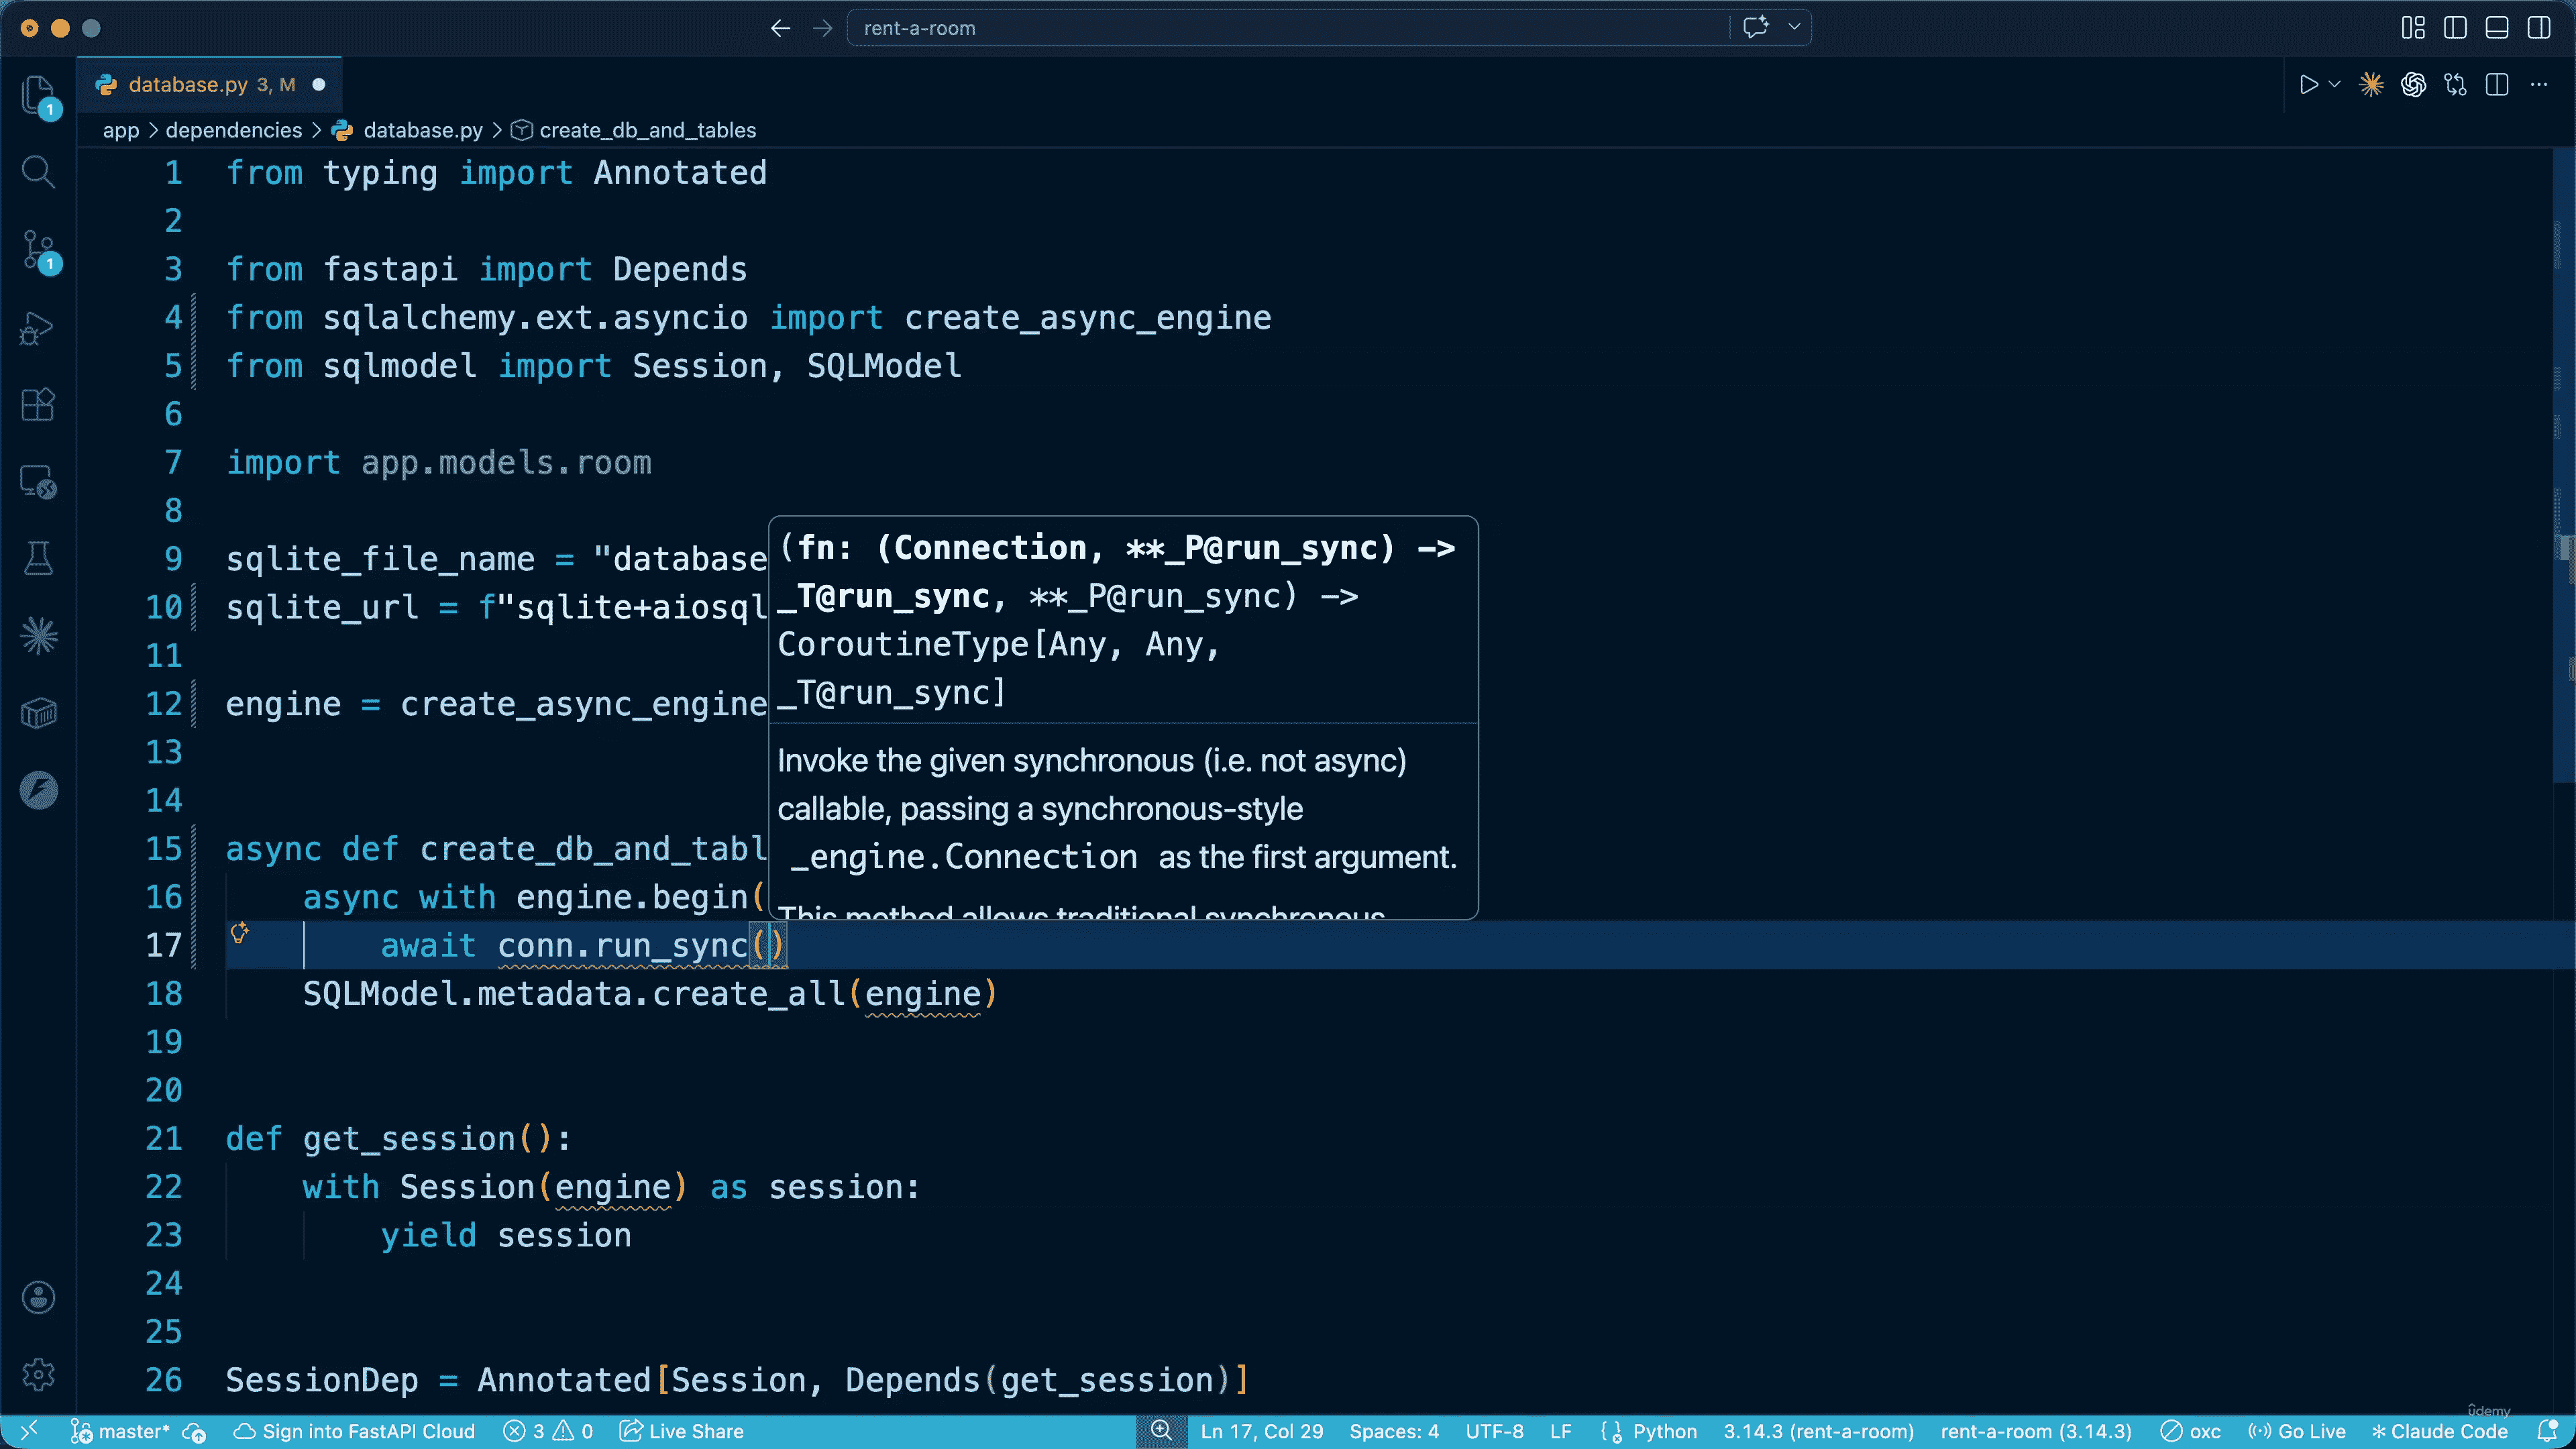 rent-a-room
database.py 3, M
app > dependencies > database.py > create_db_and_tables
1 from typing import Annotated
2
3 from fastapi import Depends
4 from sqlalchemy.ext.asyncio import create_async_engine
5 from sqlmodel import Session, SQLModel
6
7 import app.models.room
8
9 sqlite_file_name = "database
10 sqlite_url = f"sqlite+aiosql
11
12 engine = create_async_engine
13
14
15 async def create_db_and_tabl
16 async with engine.begin(
17 await conn.run_sync()
18 SQLModel.metadata.create_all(engine)
19
20
21 def get_session():
22 with Session(engine) as session:
23 yield session
24
25
26 SessionDep = Annotated[Session, Depends(get_session)]
(fn: (Connection, **_P@run_sync) ->
_T@run_sync, **_P@run_sync) ->
CoroutineType[Any, Any,
_T@run_sync]
Invoke the given synchronous (i.e. not async)
callable, passing a synchronous-style
_engine.Connection as the first argument.
This method allows traditional synchronous
1
1
udemy
master* Sign into FastAPI Cloud 3 0 Live Share Ln 17, Col 29 Spaces: 4 UTF-8 LF Python 3.14.3 (rent-a-room) rent-a-room (3.14.3) oxc Go Live Claude Code